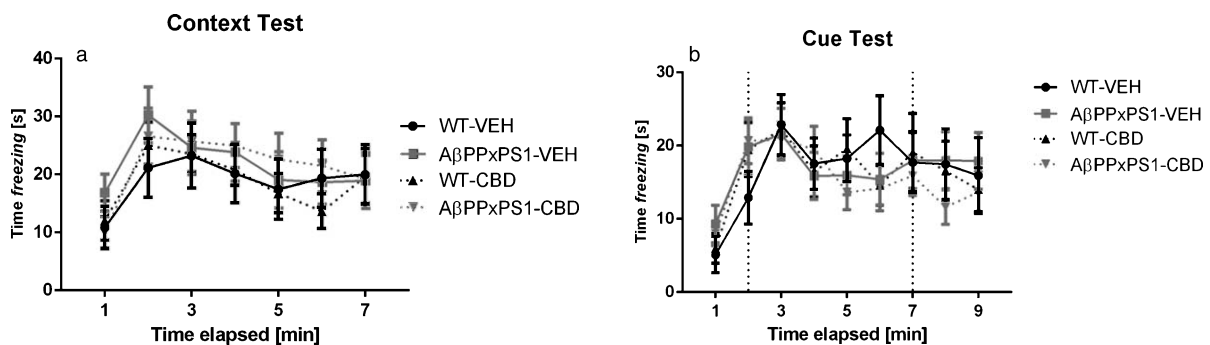 Context Test
a
40
30
20
10
0
Time freezing [s]
1
3
5
7
Time elapsed [min]
WT-VEH
AβPPxPS1-VEH
WT-CBD
AβPPxPS1-CBD
Cue Test
b
30
20
10
0
Time freezing [s]
1
3
5
7
9
Time elapsed [min]
WT-VEH
AβPPxPS1-VEH
WT-CBD
AβPPxPS1-CBD